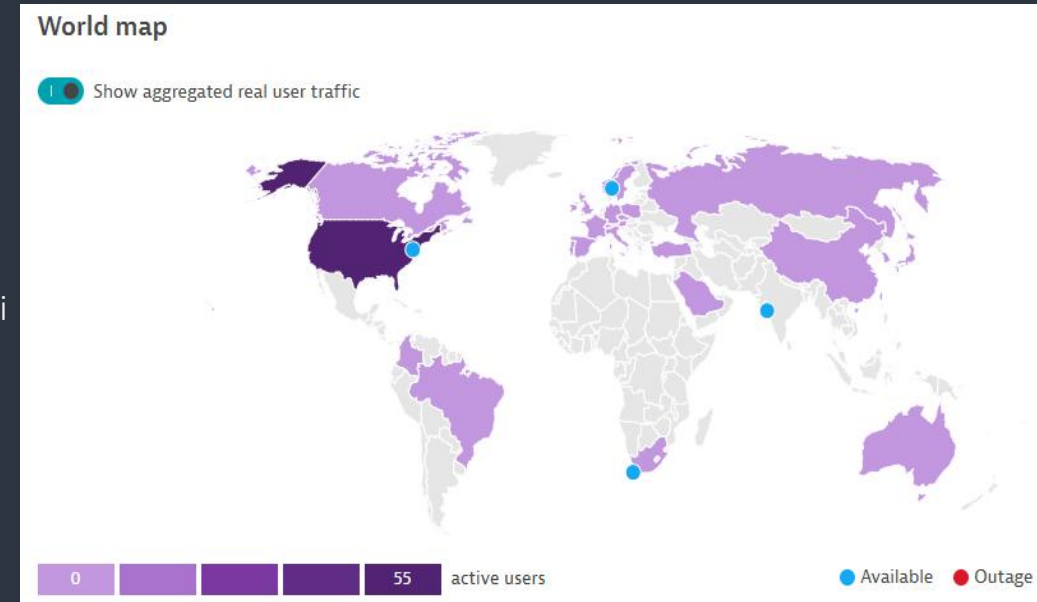 World map
Show aggregated real user traffic
i
0 55 active users
Available Outage